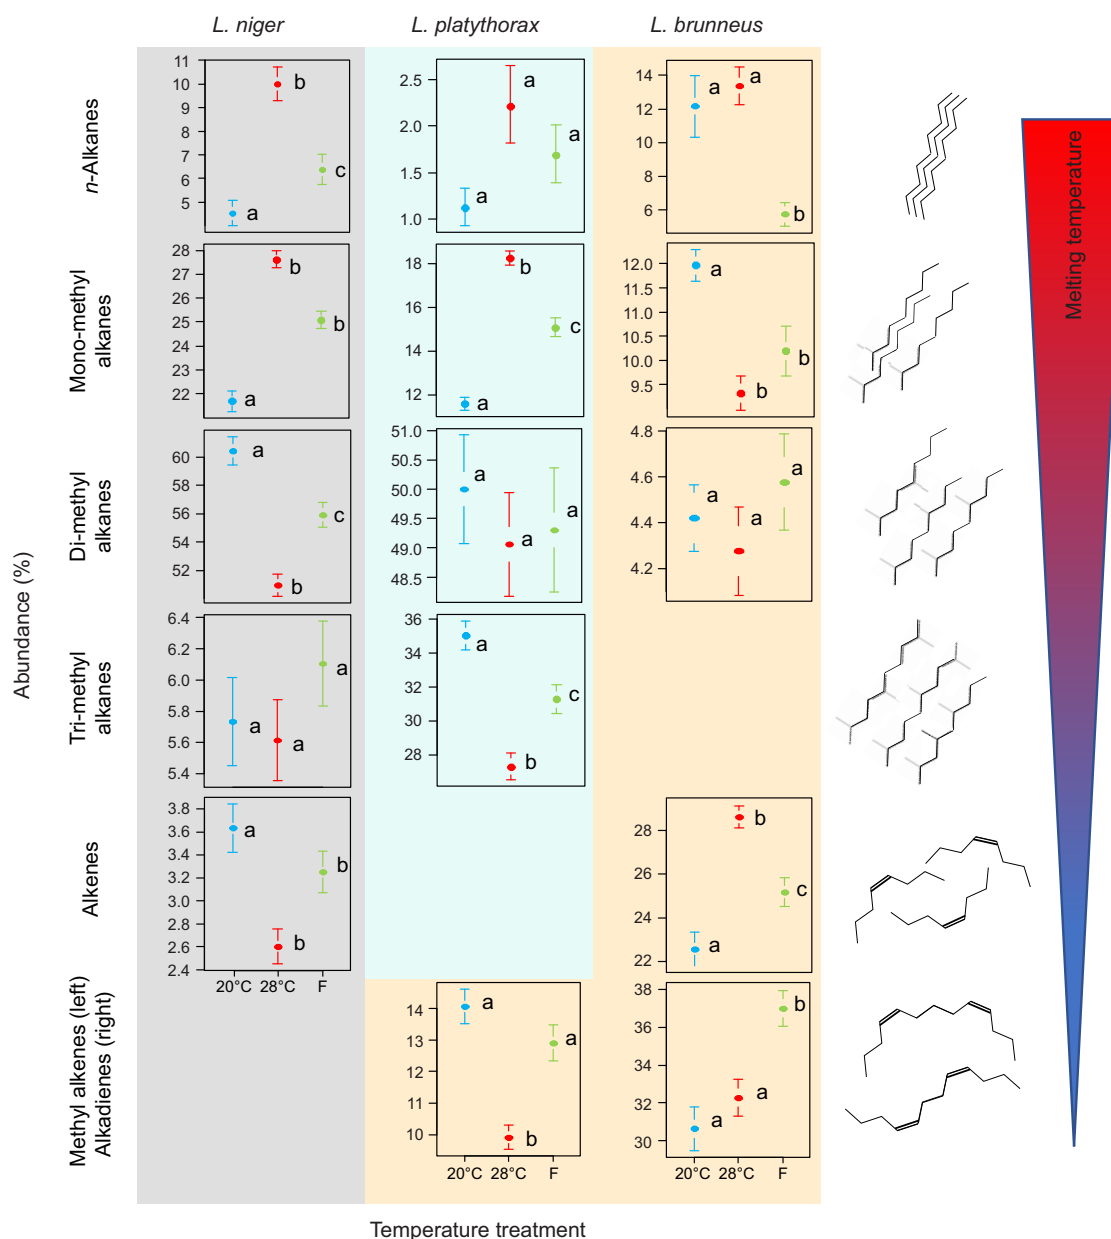 L. niger L. platythorax L. brunneus
n-Alkanes
11
10
9
8
7
6
5
b
c
a
2.5
2.0
1.5
1.0
a
a
a
14
12
10
8
6
a
a
b
Melting temperature
Mono-methyl
alkanes
28
27
26
25
24
22
b
b
a
18
16
14
12
b
c
a
12.0
11.5
11.0
10.5
10.0
9.5
a
b
b
Abundance (%)
Di-methyl
alkanes
60
56
54
52
a
c
b
51.0
50.5
50.0
49.5
49.0
48.5
a
a
a
4.8
4.6
4.4
4.2
a
a
a
Tri-methyl
alkanes
6.4
6.2
6.0
5.8
5.6
5.4
a
a
a
36
34
32
30
28
a
c
b
Alkenes
3.8
3.6
3.4
3.2
3.0
2.8
2.6
2.4
a
b
b
20°C 28°C F
28
26
24
22
b
c
a
Methyl alkenes (left)
Alkadienes (right)
14
13
12
10
a
a
b
20°C 28°C F
38
36
34
32
30
b
a
a
20°C 28°C F
Temperature treatment